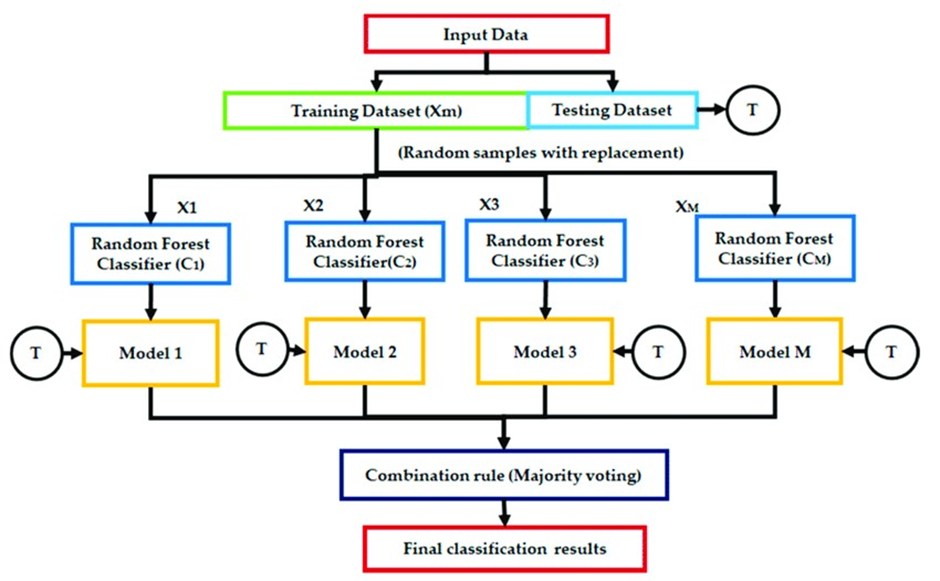 Input Data
Training Dataset (Xm)
Testing Dataset
T
(Random samples with replacement)
X1
X2
X3
XM
Random Forest
Classifier (C1)
Random Forest
Classifier(C2)
Random Forest
Classifier (C3)
Random Forest
Classifier (CM)
T
Model 1
T
Model 2
Model 3
T
Model M
T
Combination rule (Majority voting)
Final classification results